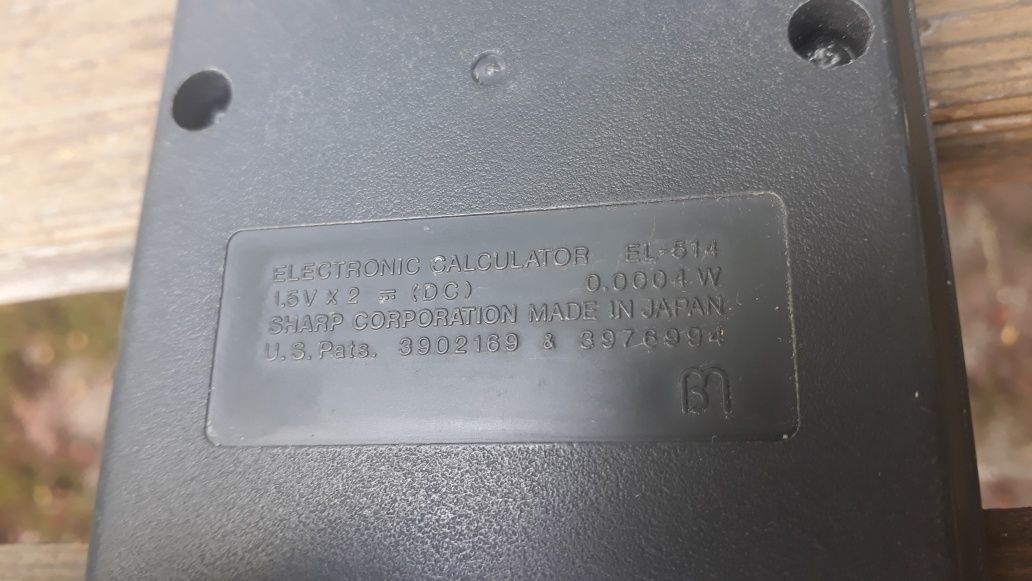 ELECTRONIC CALCULATOR EL-514
1.5V X 2 ⎓ (DC) 0.0004 W
SHARP CORPORATION MADE IN JAPAN
U.S. Pats. 3902169 & 3976994